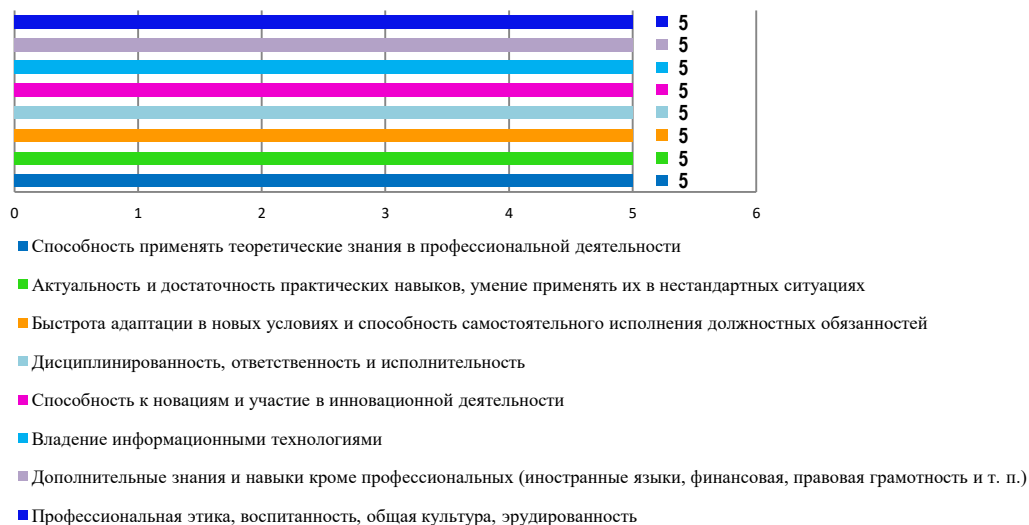 5
5
5
5
5
5
5
5
0 1 2 3 4 5 6
Способность применять теоретические знания в профессиональной деятельности
Актуальность и достаточность практических навыков, умение применять их в нестандартных ситуациях
Быстрота адаптации в новых условиях и способность самостоятельного исполнения должностных обязанностей
Дисциплинированность, ответственность и исполнительность
Способность к новациям и участие в инновационной деятельности
Владение информационными технологиями
Дополнительные знания и навыки кроме профессиональных (иностранные языки, финансовая, правовая грамотность и т. п.)
Профессиональная этика, воспитанность, общая культура, эрудированность